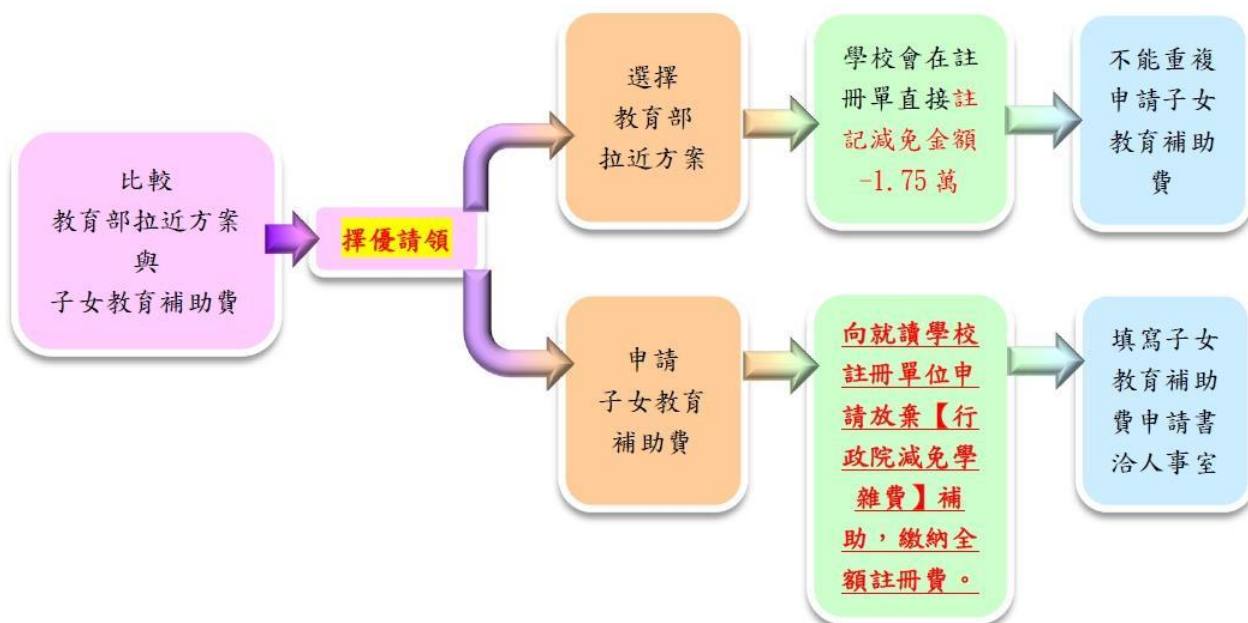 比較
教育部拉近方案
與
子女教育補助費
擇優請領
選擇
教育部
拉近方案
學校會在註
冊單直接註
記減免金額
-1.75 萬
不能重複
申請子女
教育補助
費
申請
子女教育
補助費
向就讀學校
註冊單位申
請放棄【行
政院減免學
雜費】補
助，繳納全
額註冊費。
填寫子女
教育補助
費申請書
洽人事室